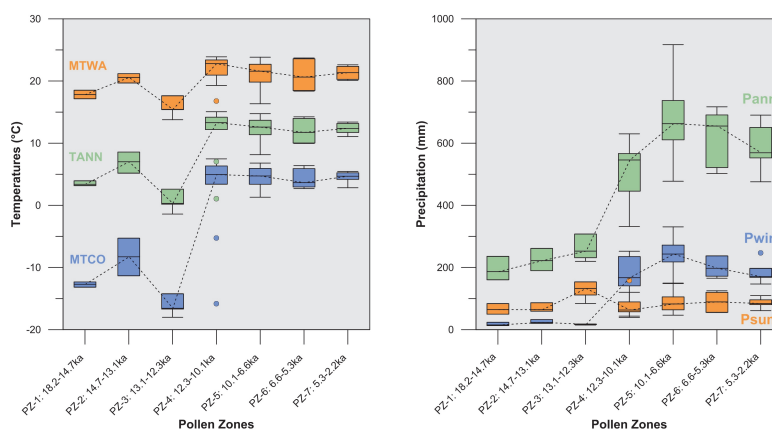 30
20
10
0
-10
-20
Temperatures (°C)
MTWA
TANN
MTCO
PZ-1: 18.2-14.7ka
PZ-2: 14.7-13.1ka
PZ-3: 13.1-12.3ka
PZ-4: 12.3-10.1ka
PZ-5: 10.1-6.6ka
PZ-6: 6.6-5.3ka
PZ-7: 5.3-2.2ka
Pollen Zones
1000
800
600
400
200
0
Precipitation (mm)
Pann
Pwin
Psum
PZ-1: 18.2-14.7ka
PZ-2: 14.7-13.1ka
PZ-3: 13.1-12.3ka
PZ-4: 12.3-10.1ka
PZ-5: 10.1-6.6ka
PZ-6: 6.6-5.3ka
PZ-7: 5.3-2.2ka
Pollen Zones